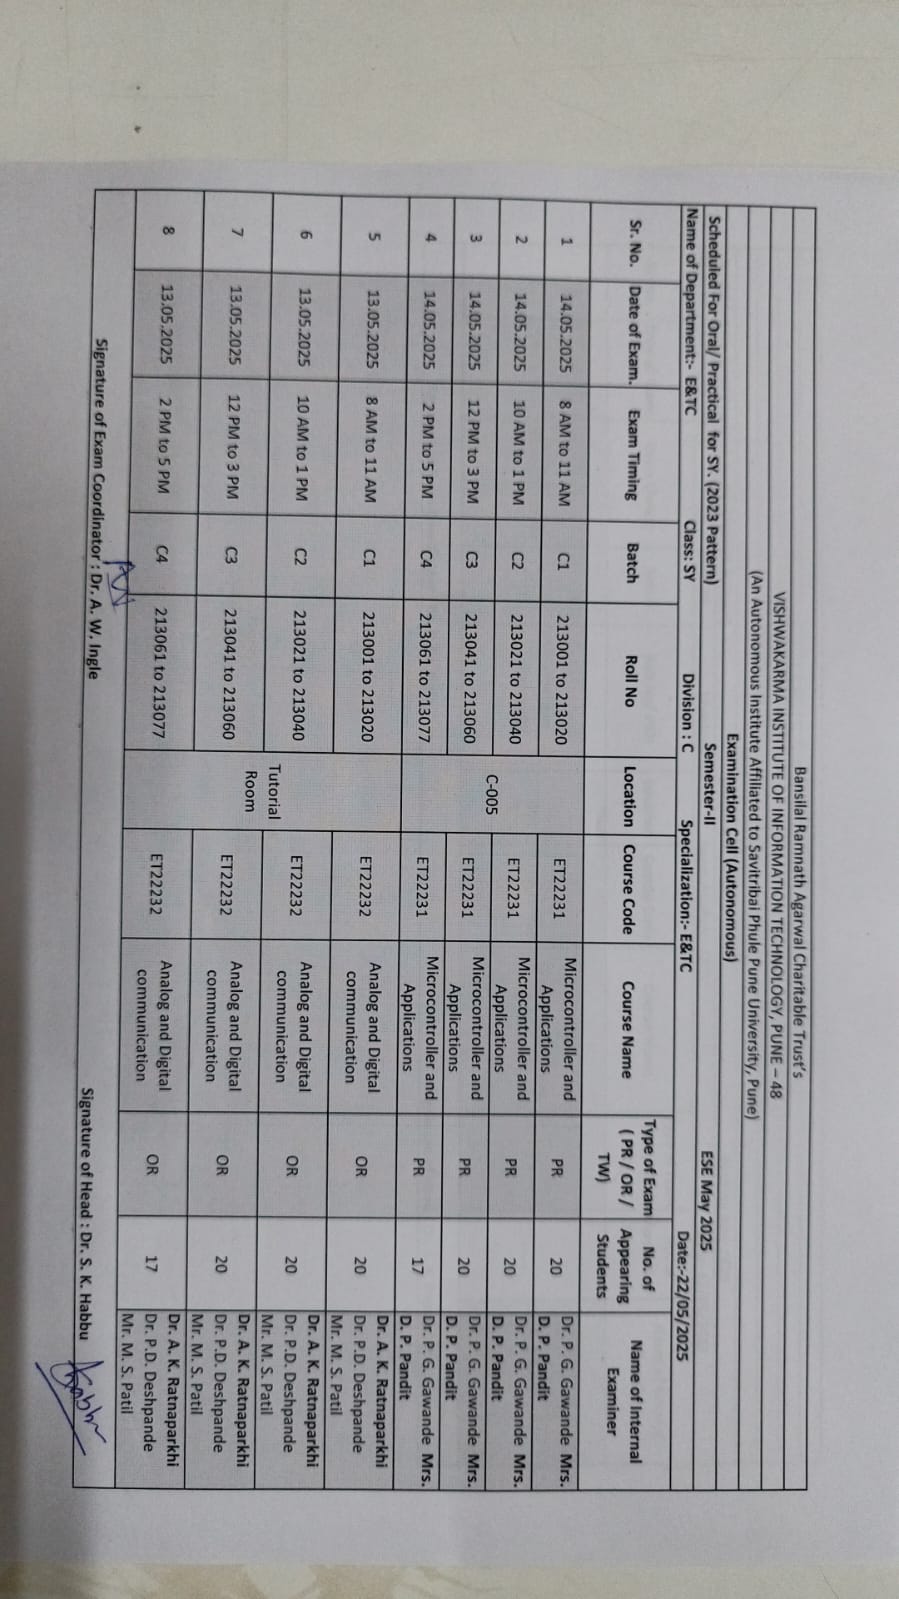 Bansilal Ramnath Agarwal Charitable Trust's
VISHWAKARMA INSTITUTE OF INFORMATION TECHNOLOGY, PUNE – 48
(An Autonomous Institute Affiliated to Savitribai Phule Pune University, Pune)
Examination Cell (Autonomous)
Scheduled For Oral/ Practical for SY. (2023 Pattern) Semester-II ESE May 2025
Name of Department:- E&TC Class: SY Division : C Specialization:- E&TC Date:-22/05/2025
Sr. No. Date of Exam. Exam Timing Batch Roll No Location Course Code Course Name Type of Exam ( PR / OR / TW) No. of Appearing Students Name of Internal Examiner
1 14.05.2025 8 AM to 11 AM C1 213001 to 213020 C-005 ET22231 Microcontroller and Applications PR 20 Dr. P. G. Gawande Mrs. D. P. Pandit
2 14.05.2025 10 AM to 1 PM C2 213021 to 213040 ET22231 Microcontroller and Applications PR 20 Dr. P. G. Gawande Mrs. D. P. Pandit
3 14.05.2025 12 PM to 3 PM C3 213041 to 213060 ET22231 Microcontroller and Applications PR 20 Dr. P. G. Gawande Mrs. D. P. Pandit
4 14.05.2025 2 PM to 5 PM C4 213061 to 213077 ET22231 Microcontroller and Applications PR 17 Dr. P. G. Gawande Mrs. D. P. Pandit
5 13.05.2025 8 AM to 11 AM C1 213001 to 213020 Tutorial Room ET22232 Analog and Digital communication OR 20 Dr. A. K. Ratnaparkhi Dr. P.D. Deshpande Mr. M. S. Patil
6 13.05.2025 10 AM to 1 PM C2 213021 to 213040 ET22232 Analog and Digital communication OR 20 Dr. A. K. Ratnaparkhi Dr. P.D. Deshpande Mr. M. S. Patil
7 13.05.2025 12 PM to 3 PM C3 213041 to 213060 ET22232 Analog and Digital communication OR 20 Dr. A. K. Ratnaparkhi Dr. P.D. Deshpande Mr. M. S. Patil
8 13.05.2025 2 PM to 5 PM C4 213061 to 213077 ET22232 Analog and Digital communication OR 17 Dr. A. K. Ratnaparkhi Dr. P.D. Deshpande Mr. M. S. Patil
Signature of Exam Coordinator : Dr. A. W. Ingle Signature of Head : Dr. S. K. Habbu